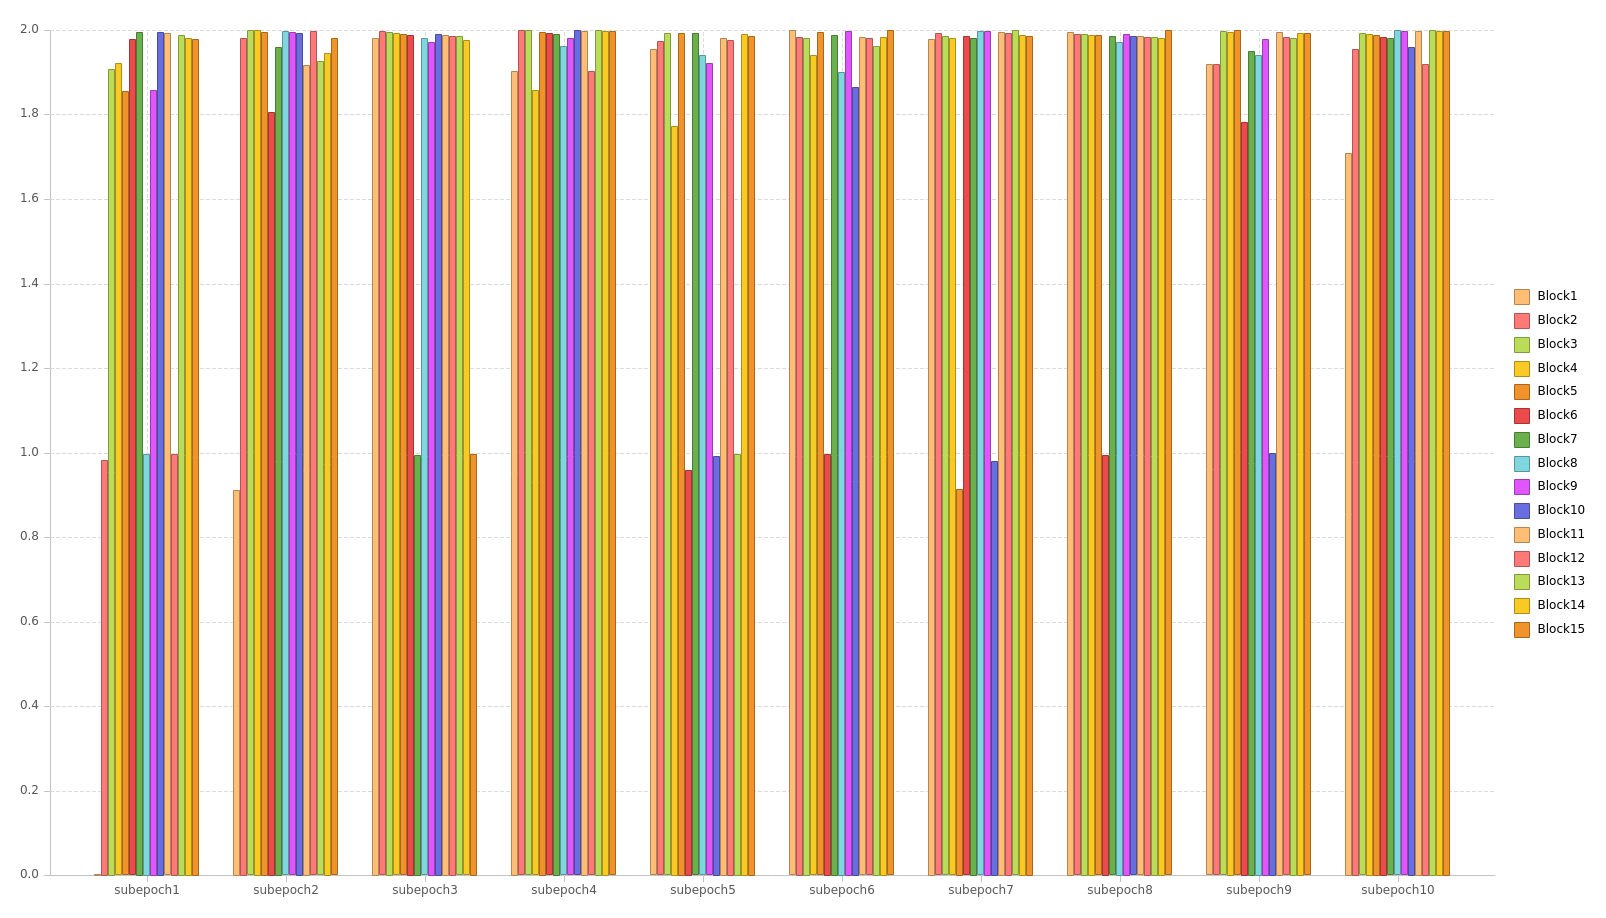 2.0
1.8
1.6
1.4
1.2
1.0
0.8
0.6
0.4
0.2
0.0
subepoch1 subepoch2 subepoch3 subepoch4 subepoch5 subepoch6 subepoch7 subepoch8 subepoch9 subepoch10
Block1
Block2
Block3
Block4
Block5
Block6
Block7
Block8
Block9
Block10
Block11
Block12
Block13
Block14
Block15